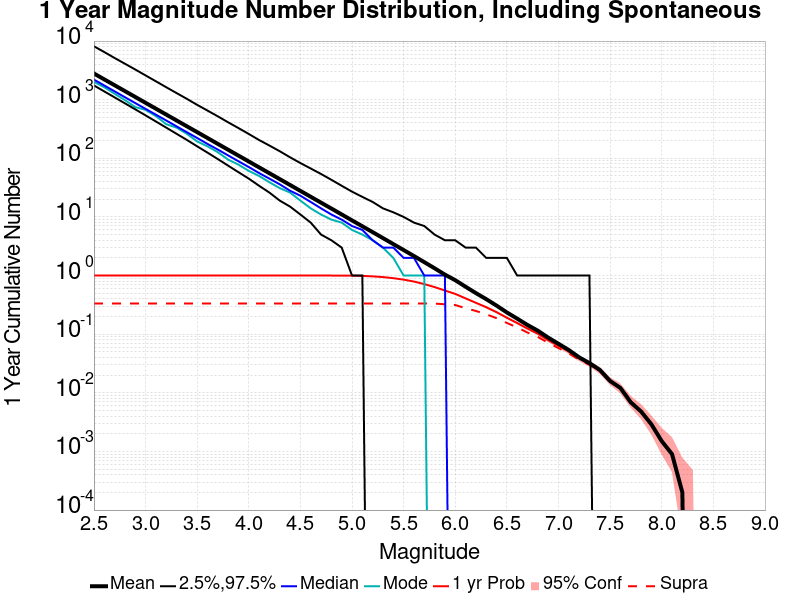 1 Year Magnitude Number Distribution, Including Spontaneous
1 Year Cumulative Number
10^4
10^3
10^2
10^1
10^0
10^-1
10^-2
10^-3
10^-4
2.5 3.0 3.5 4.0 4.5 5.0 5.5 6.0 6.5 7.0 7.5 8.0 8.5 9.0
Magnitude
Mean 2.5%,97.5% Median Mode 1 yr Prob 95% Conf Supra